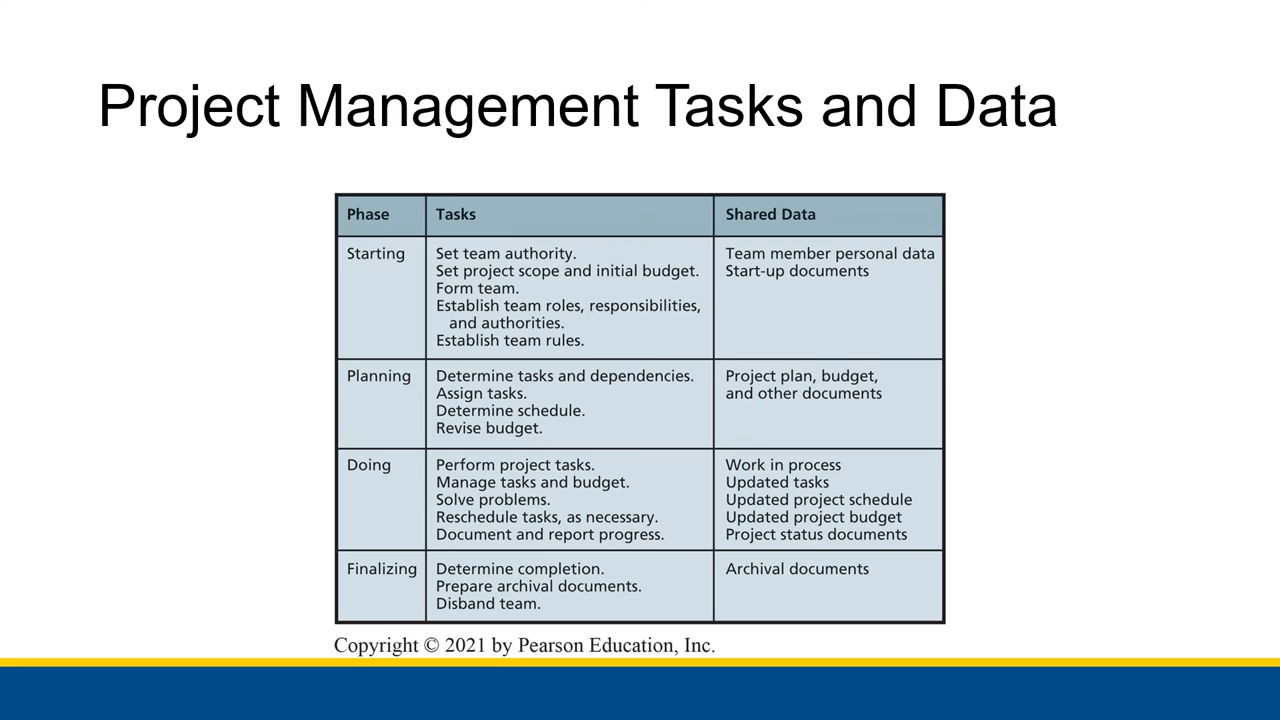 Project Management Tasks and Data
Phase Tasks Shared Data
Starting Set team authority. Team member personal data
Set project scope and initial budget. Start-up documents
Form team.
Establish team roles, responsibilities,
and authorities.
Establish team rules.
Planning Determine tasks and dependencies. Project plan, budget,
Assign tasks. and other documents
Determine schedule.
Revise budget.
Doing Perform project tasks. Work in process
Manage tasks and budget. Updated tasks
Solve problems. Updated project schedule
Reschedule tasks, as necessary. Updated project budget
Document and report progress. Project status documents
Finalizing Determine completion. Archival documents
Prepare archival documents.
Disband team.
Copyright © 2021 by Pearson Education, Inc.